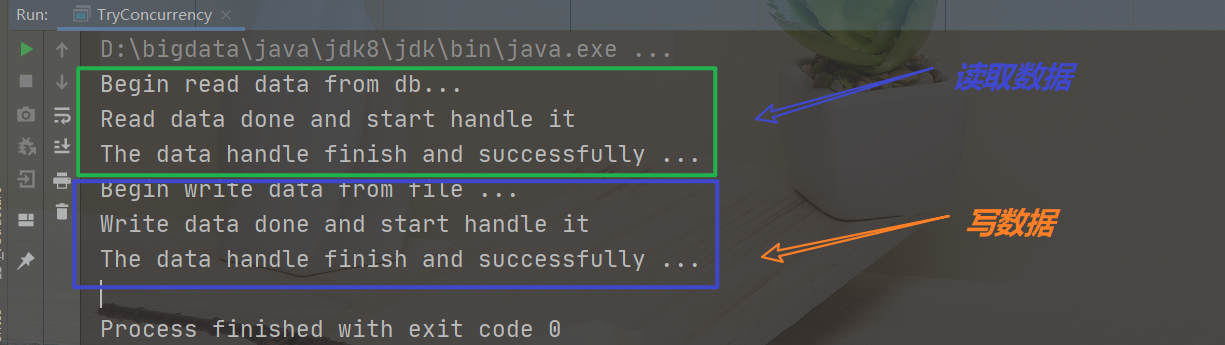 Run: TryConcurrency
D:\bigdata\java\jdk8\jdk\bin\java.exe ...
Begin read data from db...
读取数据
Read data done and start handle it
The data handle finish and successfully ...
Begin write data from file ...
Write data done and start handle it
写数据
The data handle finish and successfully ...
Process finished with exit code 0